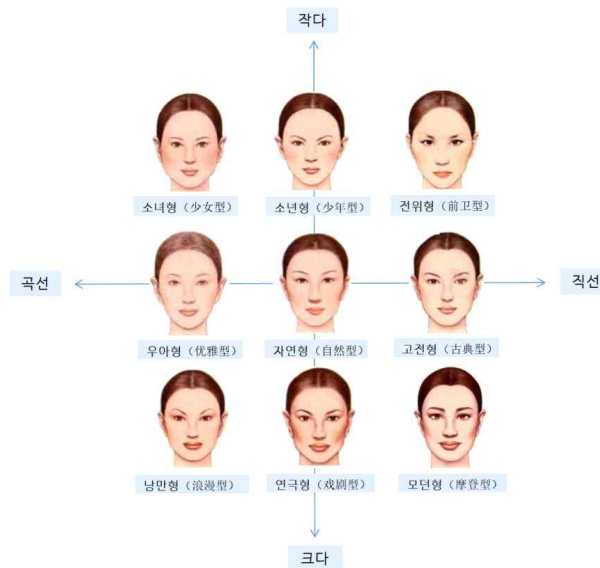 작다
소녀형（少女型）
소년형（少年型）
전위형（前卫型）
곡선
직선
우아형（优雅型）
자연형（自然型）
고전형（古典型）
낭만형（浪漫型）
연극형（戏剧型）
모던형（摩登型）
크다